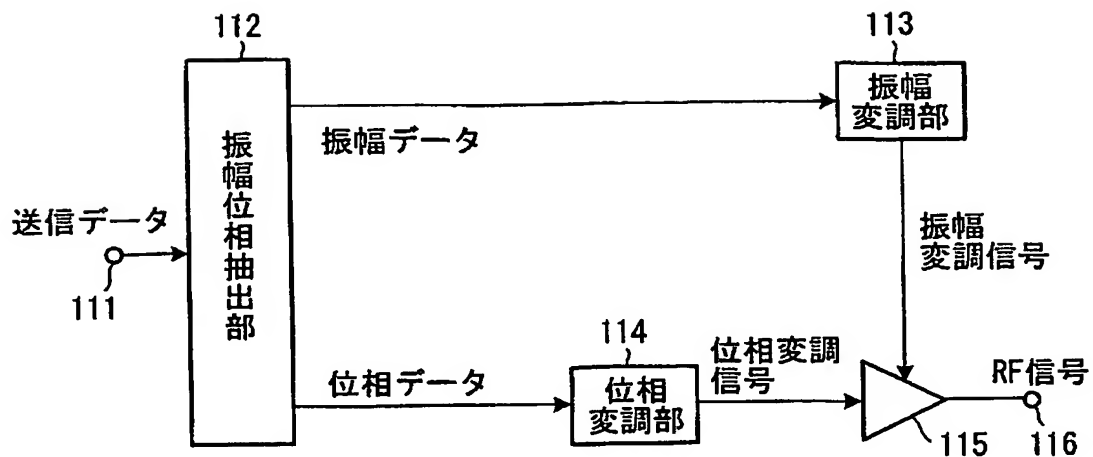 112
113
振幅位相抽出部
振幅
変調部
振幅データ
送信データ
111
振幅
変調信号
114
位相データ
位相
変調部
位相変調
信号
RF信号
115
116